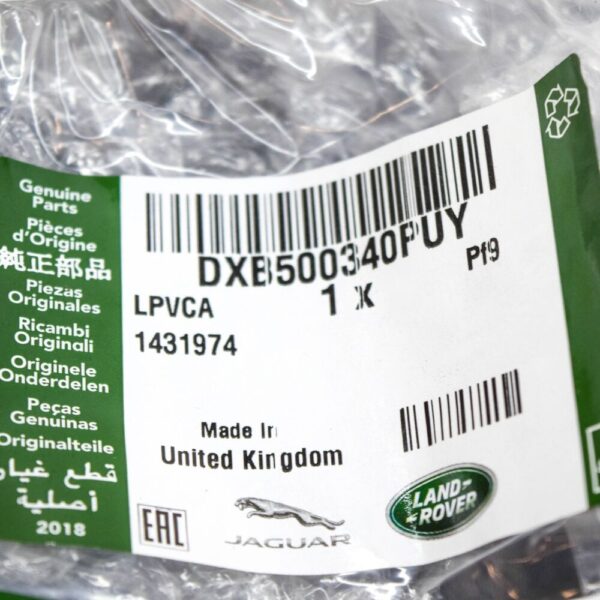 Genuine
Parts
Pièces
d'Origine
純正部品
Piezas
Originales
Ricambi
Originali
Originele
Onderdelen
Peças
Genuinas
Originalteile
قطع غيار
أصلية
2018
DXB500340PUY
1 X
Pf9
LPVCA
1431974
Made In
United Kingdom
EAC
JAGUAR
LAND-
ROVER